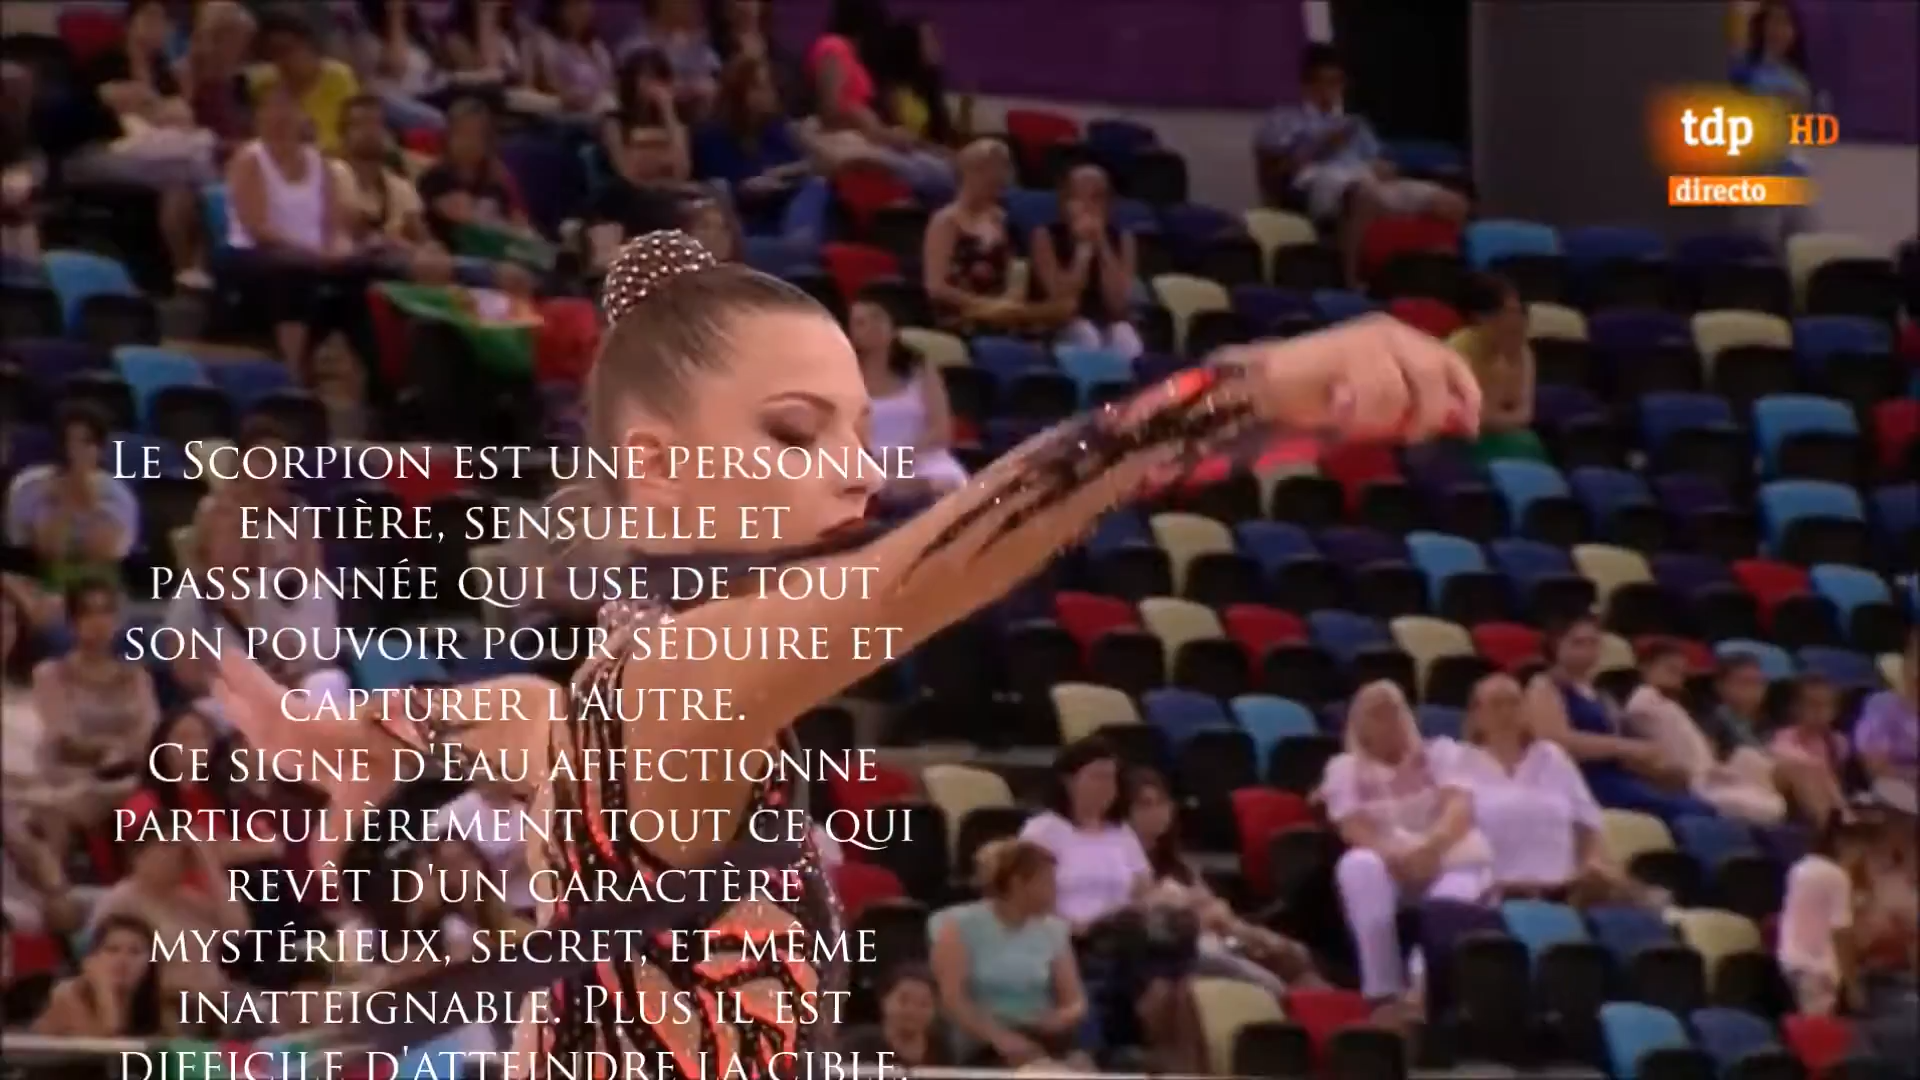 tdp HD
directo
Le Scorpion est une personne
entière, sensuelle et
passionnée qui use de tout
son pouvoir pour séduire et
capturer l'Autre.
Ce signe d'Eau affectionne
particulièrement tout ce qui
revêt d'un caractère
mystérieux, secret, et même
inatteignable. Plus il est
difficile d'atteindre la cible,